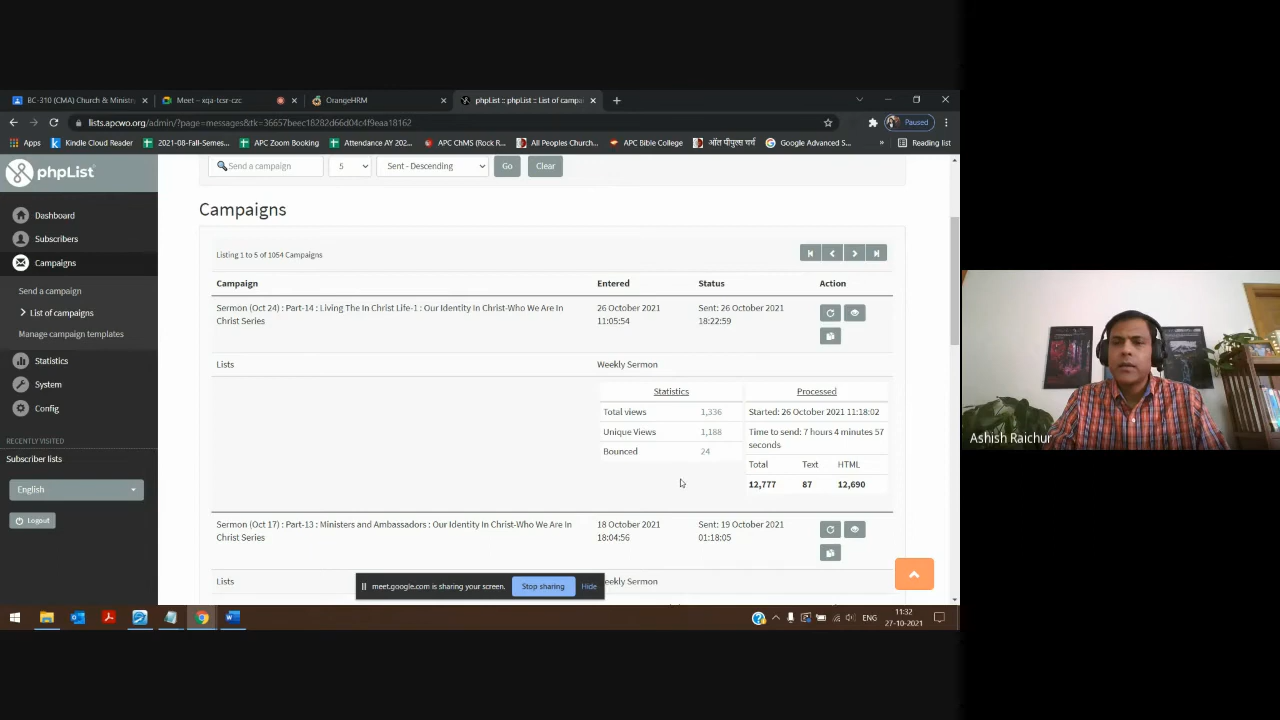 BC-310 (CMA) Church & Ministry
Meet – xqa-tcsr-czc
OrangeHRM
phpList :: phpList :: List of campa
lists.apcwo.org/admin/?page=messages&tk=36657beec18282d66d04c4f9eaa18162
Paused
Apps
Kindle Cloud Reader
2021-08-Fall-Semes...
APC Zoom Booking
Attendance AY 202...
APC ChMS (Rock R...
All Peoples Church...
APC Bible College
ऑल पीपुल्स चर्च
Google Advanced S...
»
Reading list
phpList
Send a campaign
5
Sent - Descending
Go
Clear
Dashboard
Subscribers
Campaigns
Send a campaign
List of campaigns
Manage campaign templates
Statistics
System
Config
RECENTLY VISITED
Subscriber lists
English
Logout
Campaigns
Listing 1 to 5 of 1054 Campaigns
Campaign Entered Status Action
Sermon (Oct 24) : Part-14 : Living The In Christ Life-1 : Our Identity In Christ-Who We Are In 26 October 2021 Sent: 26 October 2021
Christ Series 11:05:54 18:22:59
Lists Weekly Sermon
Statistics Processed
Total views 1,336 Started: 26 October 2021 11:18:02
Unique Views 1,188 Time to send: 7 hours 4 minutes 57
seconds
Bounced 24
Total Text HTML
12,777 87 12,690
Sermon (Oct 17) : Part-13 : Ministers and Ambassadors : Our Identity In Christ-Who We Are In 18 October 2021 Sent: 19 October 2021
Christ Series 18:04:56 01:18:05
Lists eekly Sermon
meet.google.com is sharing your screen.
Stop sharing
Hide
ENG
11:32
27-10-2021
Ashish Raichur